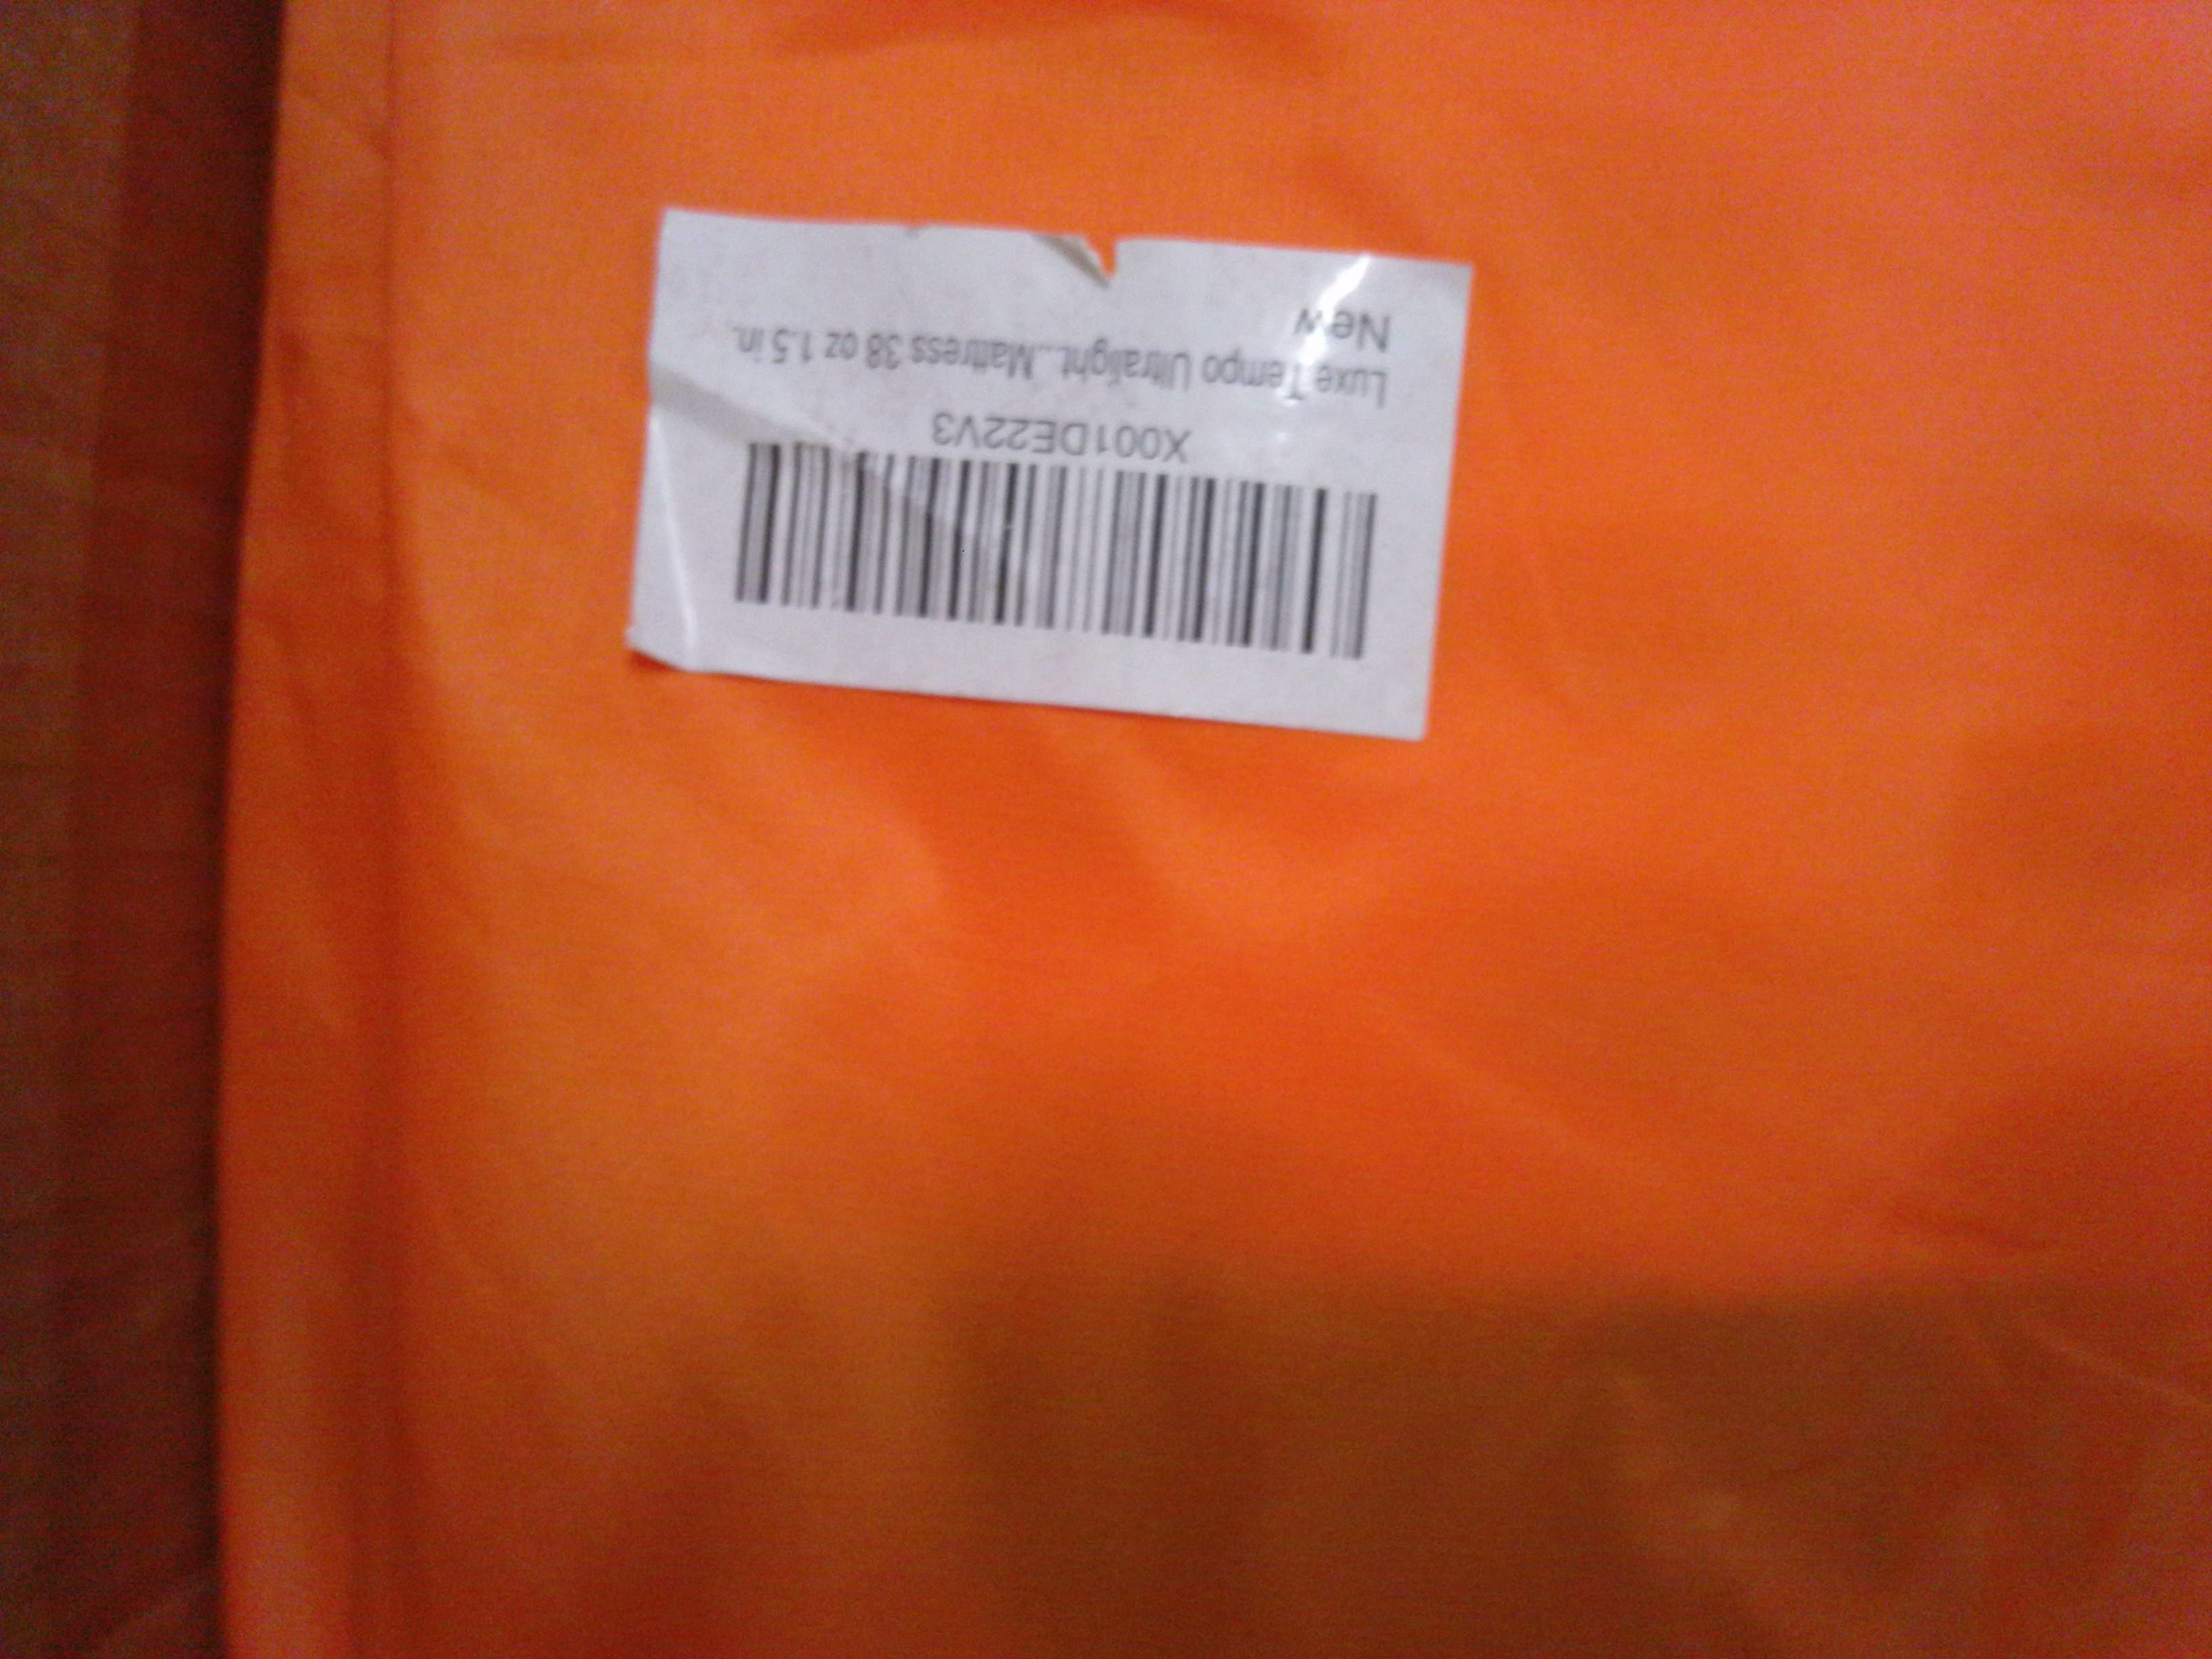 X001DE22V3
Luxe Tempo Ultralight...Mattress 38 oz 1.5 in.
New